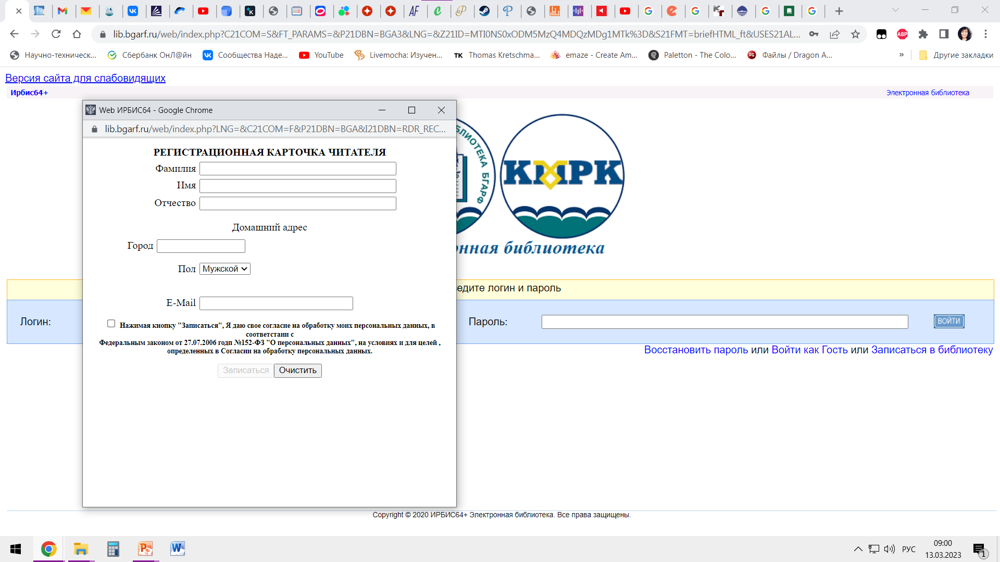 lib.bgarf.ru/web/index.php?C21COM=S&FT_PARAMS=&P21DBN=BGA3&LNG=&Z21ID=MTI0NS0xODM5MzQ4MDQzMDg1MTk%3D&S21FMT=briefHTML_ft&USES21AL...
Научно-техническ... Сбербанк ОнЛ@йн Сообщества Наде... YouTube Livemocha: Изучен... Thomas Kretschma... emaze - Create Am... Paletton - The Colo... Файлы / Dragon A... » Другие закладки
Версия сайта для слабовидящих
Ирбис64+ Электронная библиотека
Web ИРБИС64 - Google Chrome
lib.bgarf.ru/web/index.php?LNG=&C21COM=F&P21DBN=BGA&I21DBN=RDR_REC...
РЕГИСТРАЦИОННАЯ КАРТОЧКА ЧИТАТЕЛЯ
Фамилия
Имя
Отчество
Домашний адрес
Город
Пол Мужской
E-Mail
Нажимая кнопку "Записаться", Я даю свое согласие на обработку моих персональных данных, в
соответстаии с
Федеральным законом от 27.07.2006 годп №152-ФЗ "О персональных данных", на условиях и для целей ,
определенных в Согласии на обработку персональных данных.
Записаться Очистить
БИБЛИОТЕКА БГАРФ
КМРК
нная библиотека
едите логин и пароль
Логин: Пароль: ВОЙТИ
Восстановить пароль или Войти как Гость или Записаться в библиотеку
Copyright © 2020 ИРБИС64+ Электронная библиотека. Все права защищены.
РУС
09:00
13.03.2023
1